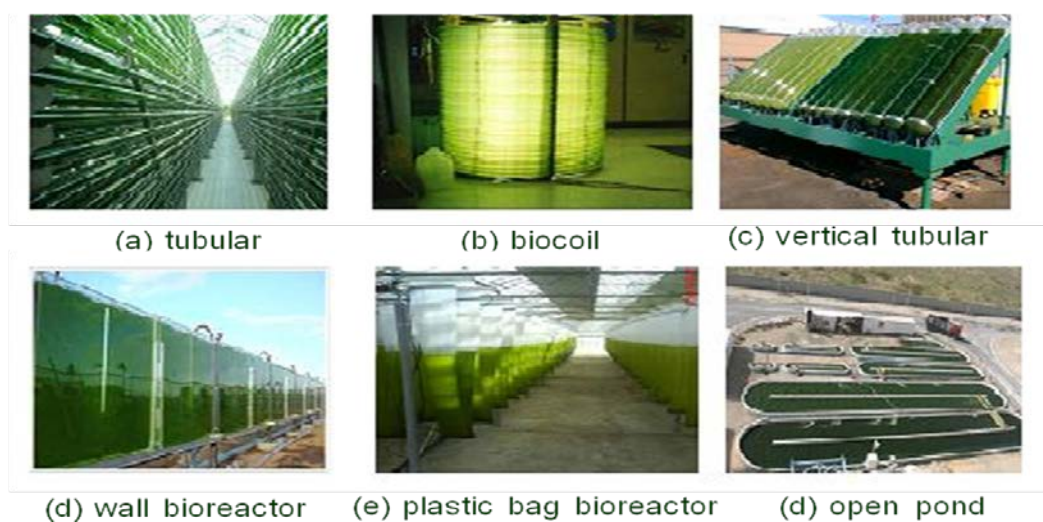 (a) tubular
(b) biocoil
(c) vertical tubular
(d) wall bioreactor
(e) plastic bag bioreactor
(d) open pond